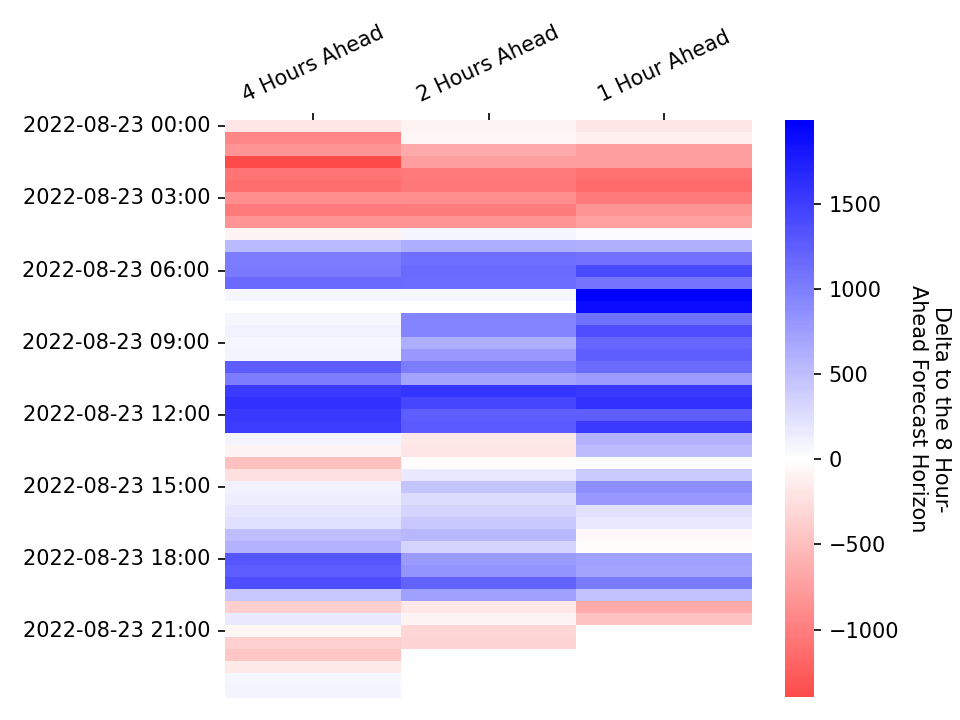 4 Hours Ahead
2 Hours Ahead
1 Hour Ahead
2022-08-23 00:00
2022-08-23 03:00
2022-08-23 06:00
2022-08-23 09:00
2022-08-23 12:00
2022-08-23 15:00
2022-08-23 18:00
2022-08-23 21:00
1500
1000
500
0
−500
−1000
Delta to the 8 Hour-
Ahead Forecast Horizon